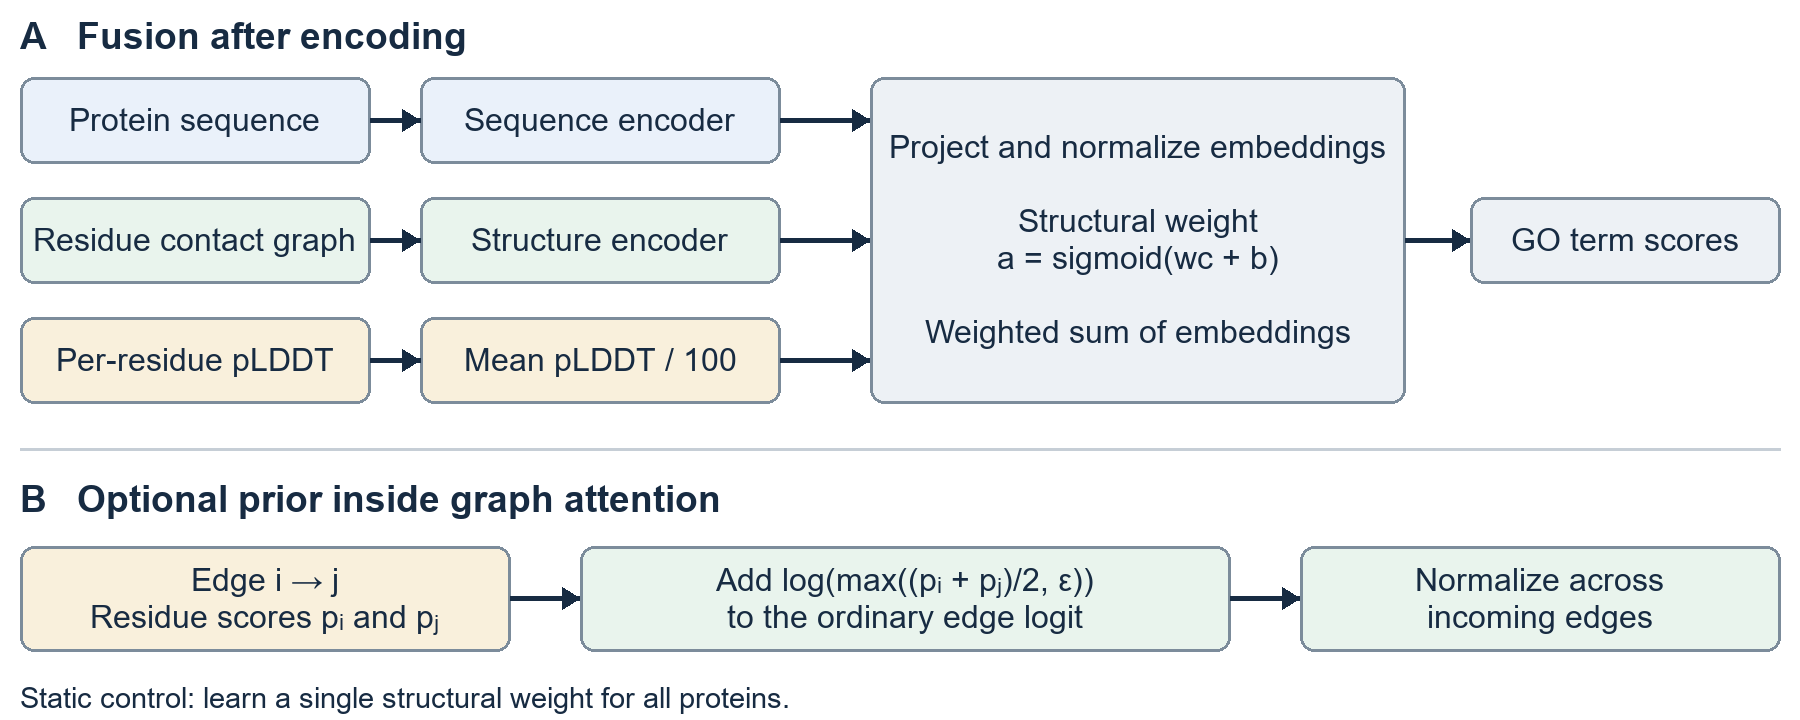 A Fusion after encoding
Protein sequence
Sequence encoder
Residue contact graph
Structure encoder
Per-residue pLDDT
Mean pLDDT / 100
Project and normalize embeddings
Structural weight
a = sigmoid(wc + b)
Weighted sum of embeddings
GO term scores
B Optional prior inside graph attention
Edge i → j
Residue scores pᵢ and pⱼ
Add log(max((pᵢ + pⱼ)/2, ε))
to the ordinary edge logit
Normalize across
incoming edges
Static control: learn a single structural weight for all proteins.